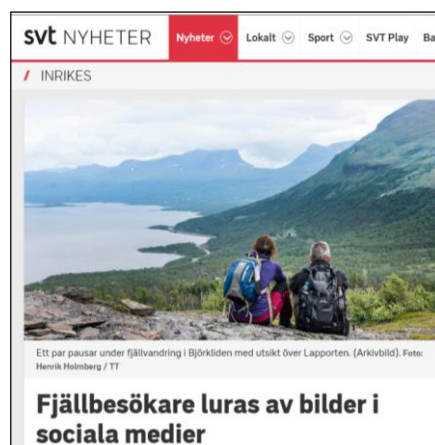 svt NYHETER Nyheter Lokalt Sport SVT Play Ba
/ INRIKES
Ett par pausar under fjällvandring i Björkliden med utsikt över Lapporten. (Arkivbild). Foto:
Henrik Holmberg / TT
Fjällbesökare luras av bilder i
sociala medier